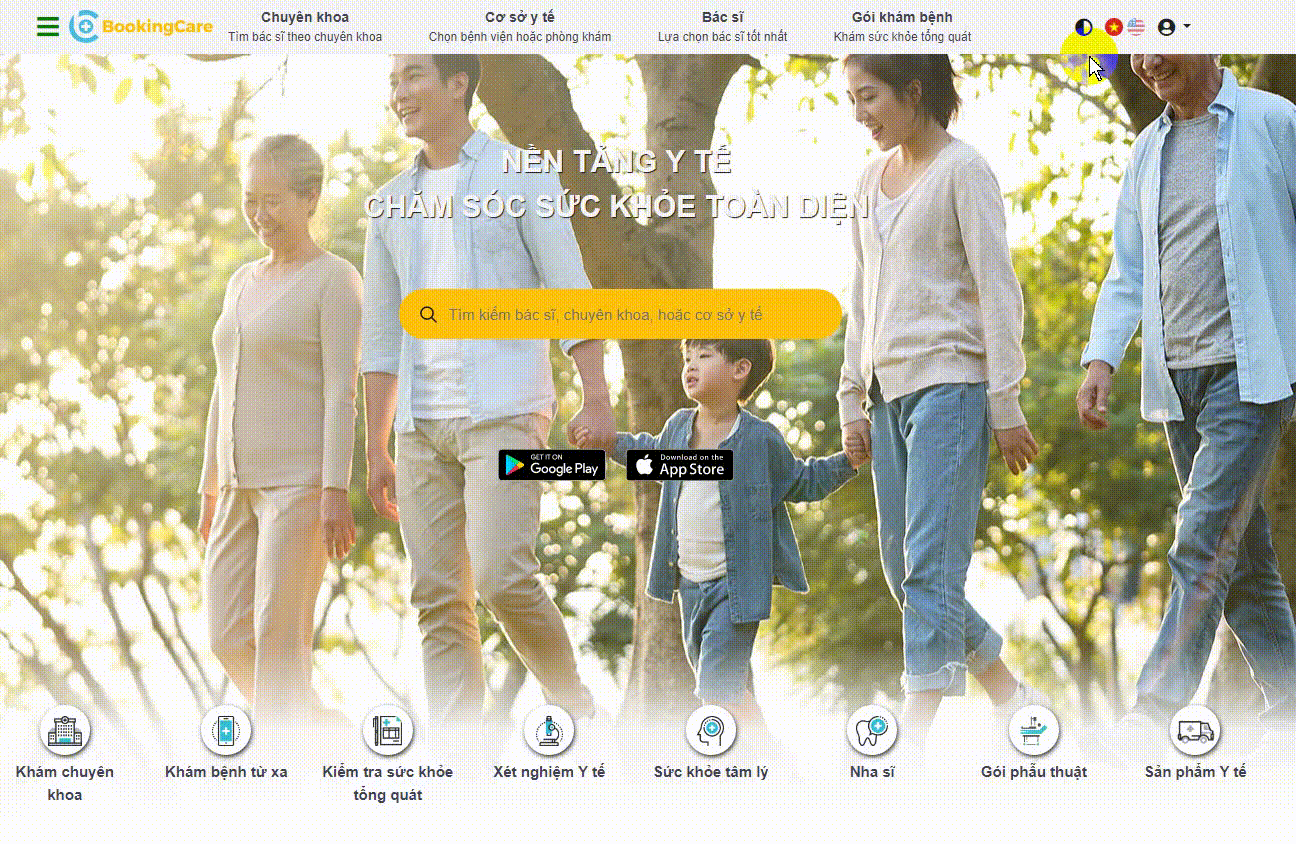 BookingCare
Chuyên khoa
Tìm bác sĩ theo chuyên khoa
Cơ sở y tế
Chọn bệnh viện hoặc phòng khám
Bác sĩ
Lựa chọn bác sĩ tốt nhất
Gói khám bệnh
Khám sức khỏe tổng quát
NỀN TẢNG Y TẾ
CHĂM SÓC SỨC KHỎE TOÀN DIỆN
Tìm kiếm bác sĩ, chuyên khoa, hoặc cơ sở y tế
GET IT ON
Google Play
Download on the
App Store
Khám chuyên
khoa
Khám bệnh từ xa
Kiểm tra sức khỏe
tổng quát
Xét nghiệm Y tế
Sức khỏe tâm lý
Nha sĩ
Gói phẫu thuật
Sản phẩm Y tế